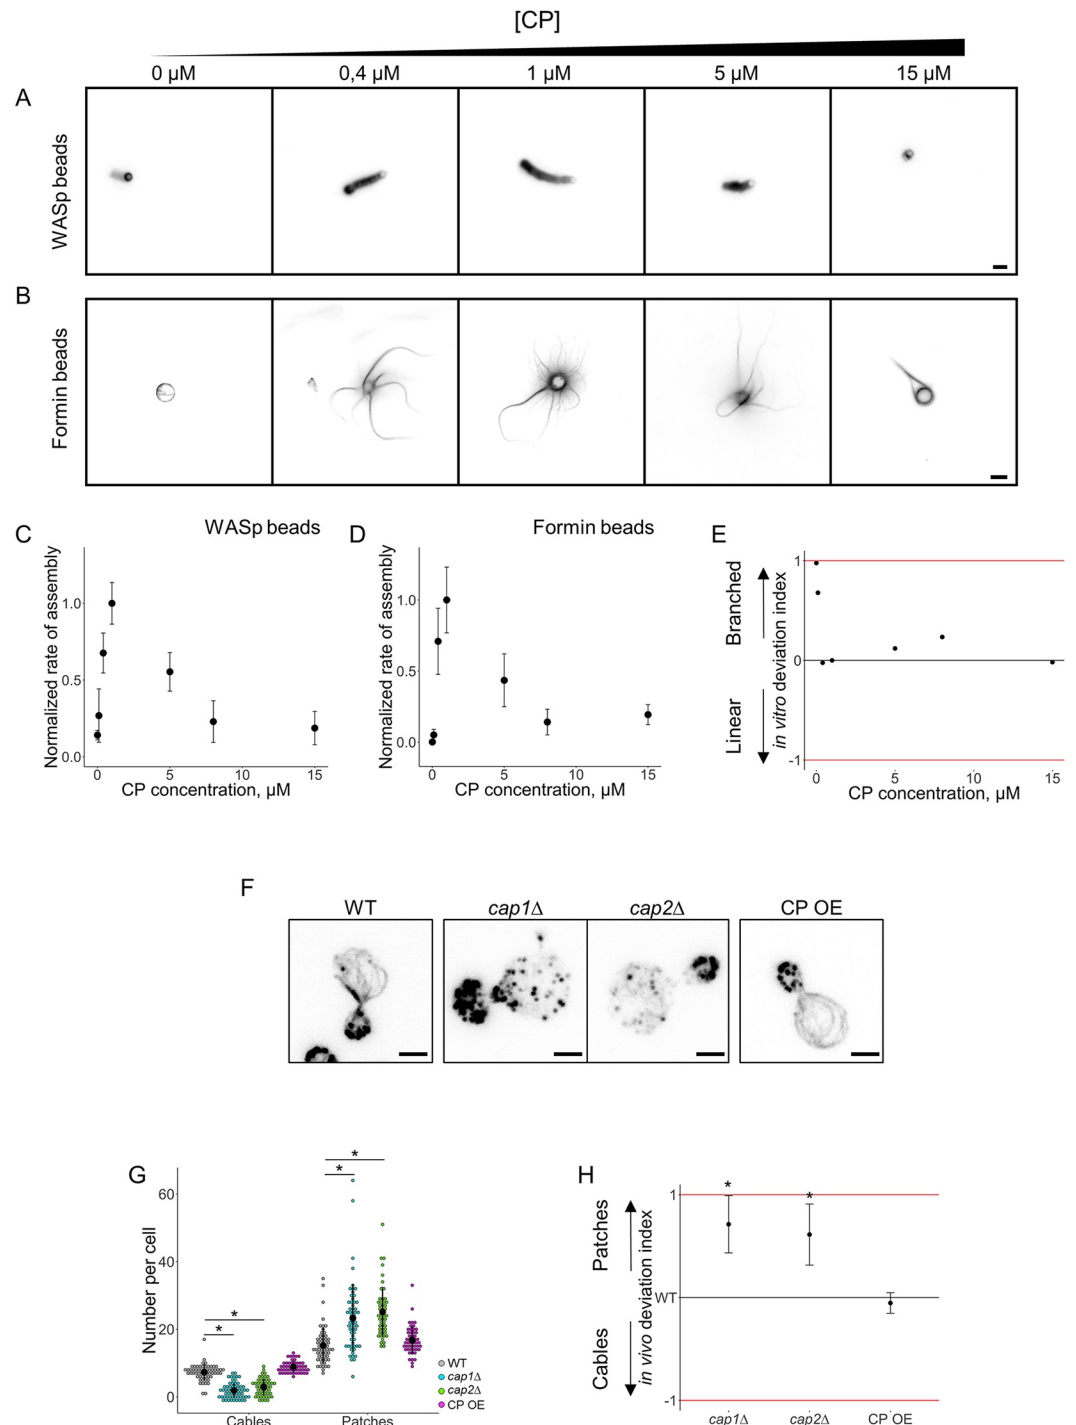 [CP]
0 µM 0,4 µM 1 µM 5 µM 15 µM
A
WASp beads
B
Formin beads
C
WASp beads
Normalized rate of assembly
1.0
0.5
0.0
0 5 10 15
CP concentration, µM
D
Formin beads
Normalized rate of assembly
1.0
0.5
0.0
0 5 10 15
CP concentration, µM
E
Branched
Linear
in vitro deviation index
1
0
-1
0 5 10 15
CP concentration, µM
F
WT cap1Δ cap2Δ CP OE
G
Number per cell
60
40
20
0
* *
* *
WT
cap1Δ
cap2Δ
CP OE
Cables Patches
H
Patches
Cables
in vivo deviation index
1
WT
-1
* *
cap1Δ cap2Δ CP OE